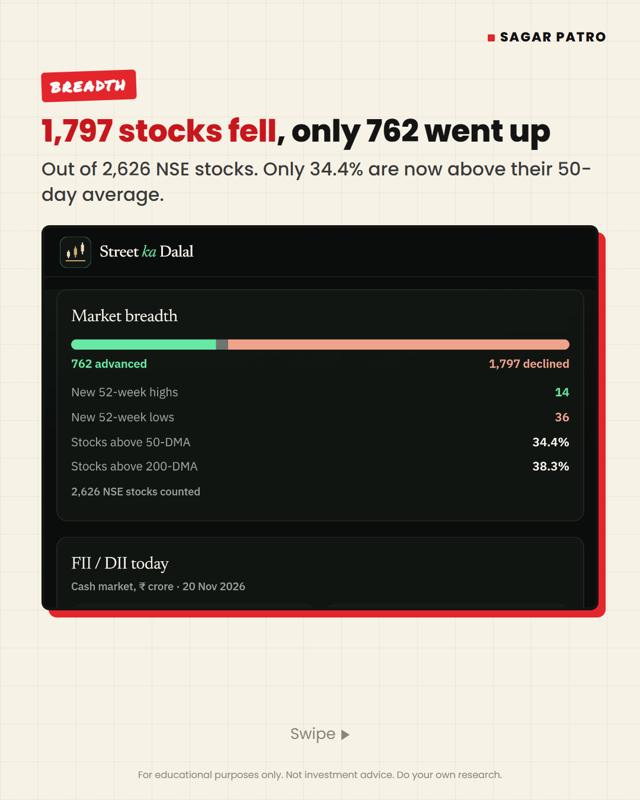 SAGAR PATRO
BREADTH
1,797 stocks fell, only 762 went up
Out of 2,626 NSE stocks. Only 34.4% are now above their 50-
day average.
Street ka Dalal
Market breadth
762 advanced 1,797 declined
New 52-week highs 14
New 52-week lows 36
Stocks above 50-DMA 34.4%
Stocks above 200-DMA 38.3%
2,626 NSE stocks counted
FII / DII today
Cash market, ₹ crore · 20 Nov 2026
Swipe ▶
For educational purposes only. Not investment advice. Do your own research.